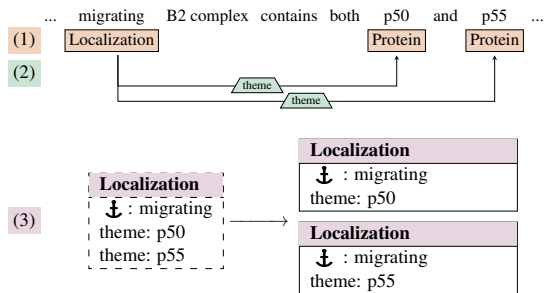 ... migrating B2 complex contains both p50 and p55 ...
(1) Localization Protein Protein
(2) theme
theme
(3)
Localization
: migrating
theme: p50
theme: p55
Localization
: migrating
theme: p50
Localization
: migrating
theme: p55